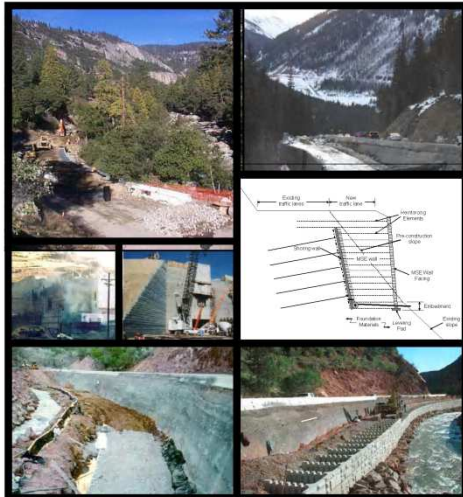 Existing
traffic lanes
New
traffic lane
Reinforcing
Elements
Pre-construction
slope
Shoring wall
MSE wall
MSE Wall
Facing
Embedment
Foundation
Materials
Leveling
Pad
Existing
slope